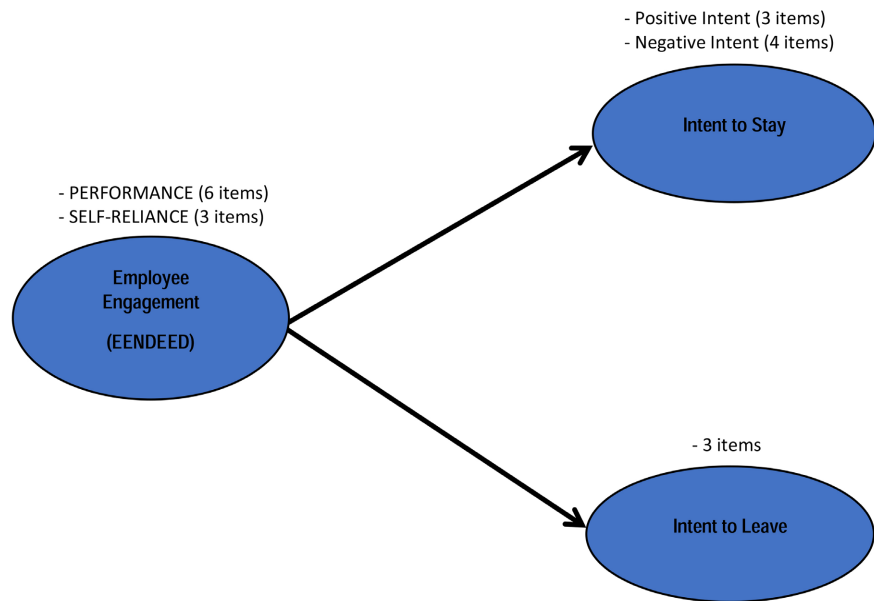 - Positive Intent (3 items)
- Negative Intent (4 items)
Intent to Stay
- PERFORMANCE (6 items)
- SELF-RELIANCE (3 items)
Employee
Engagement
(EENDEED)
- 3 items
Intent to Leave